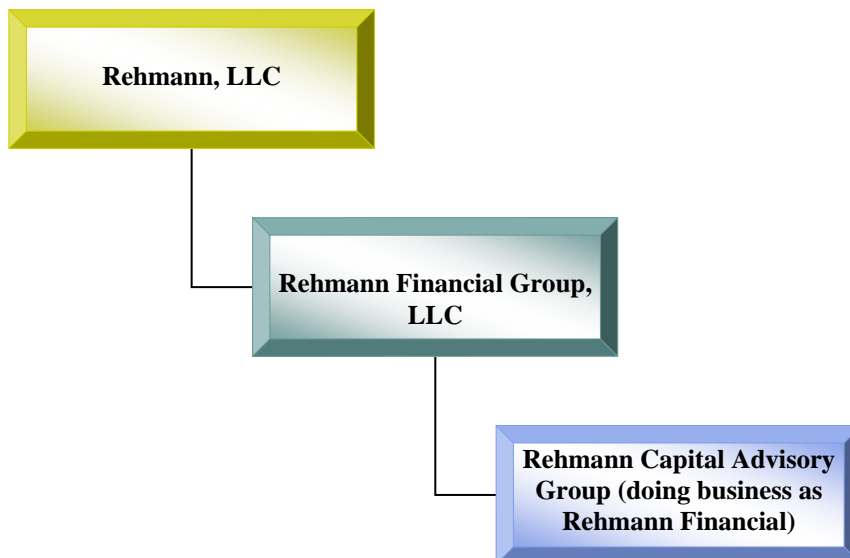 Rehmann, LLC
Rehmann Financial Group,
LLC
Rehmann Capital Advisory
Group (doing business as
Rehmann Financial)